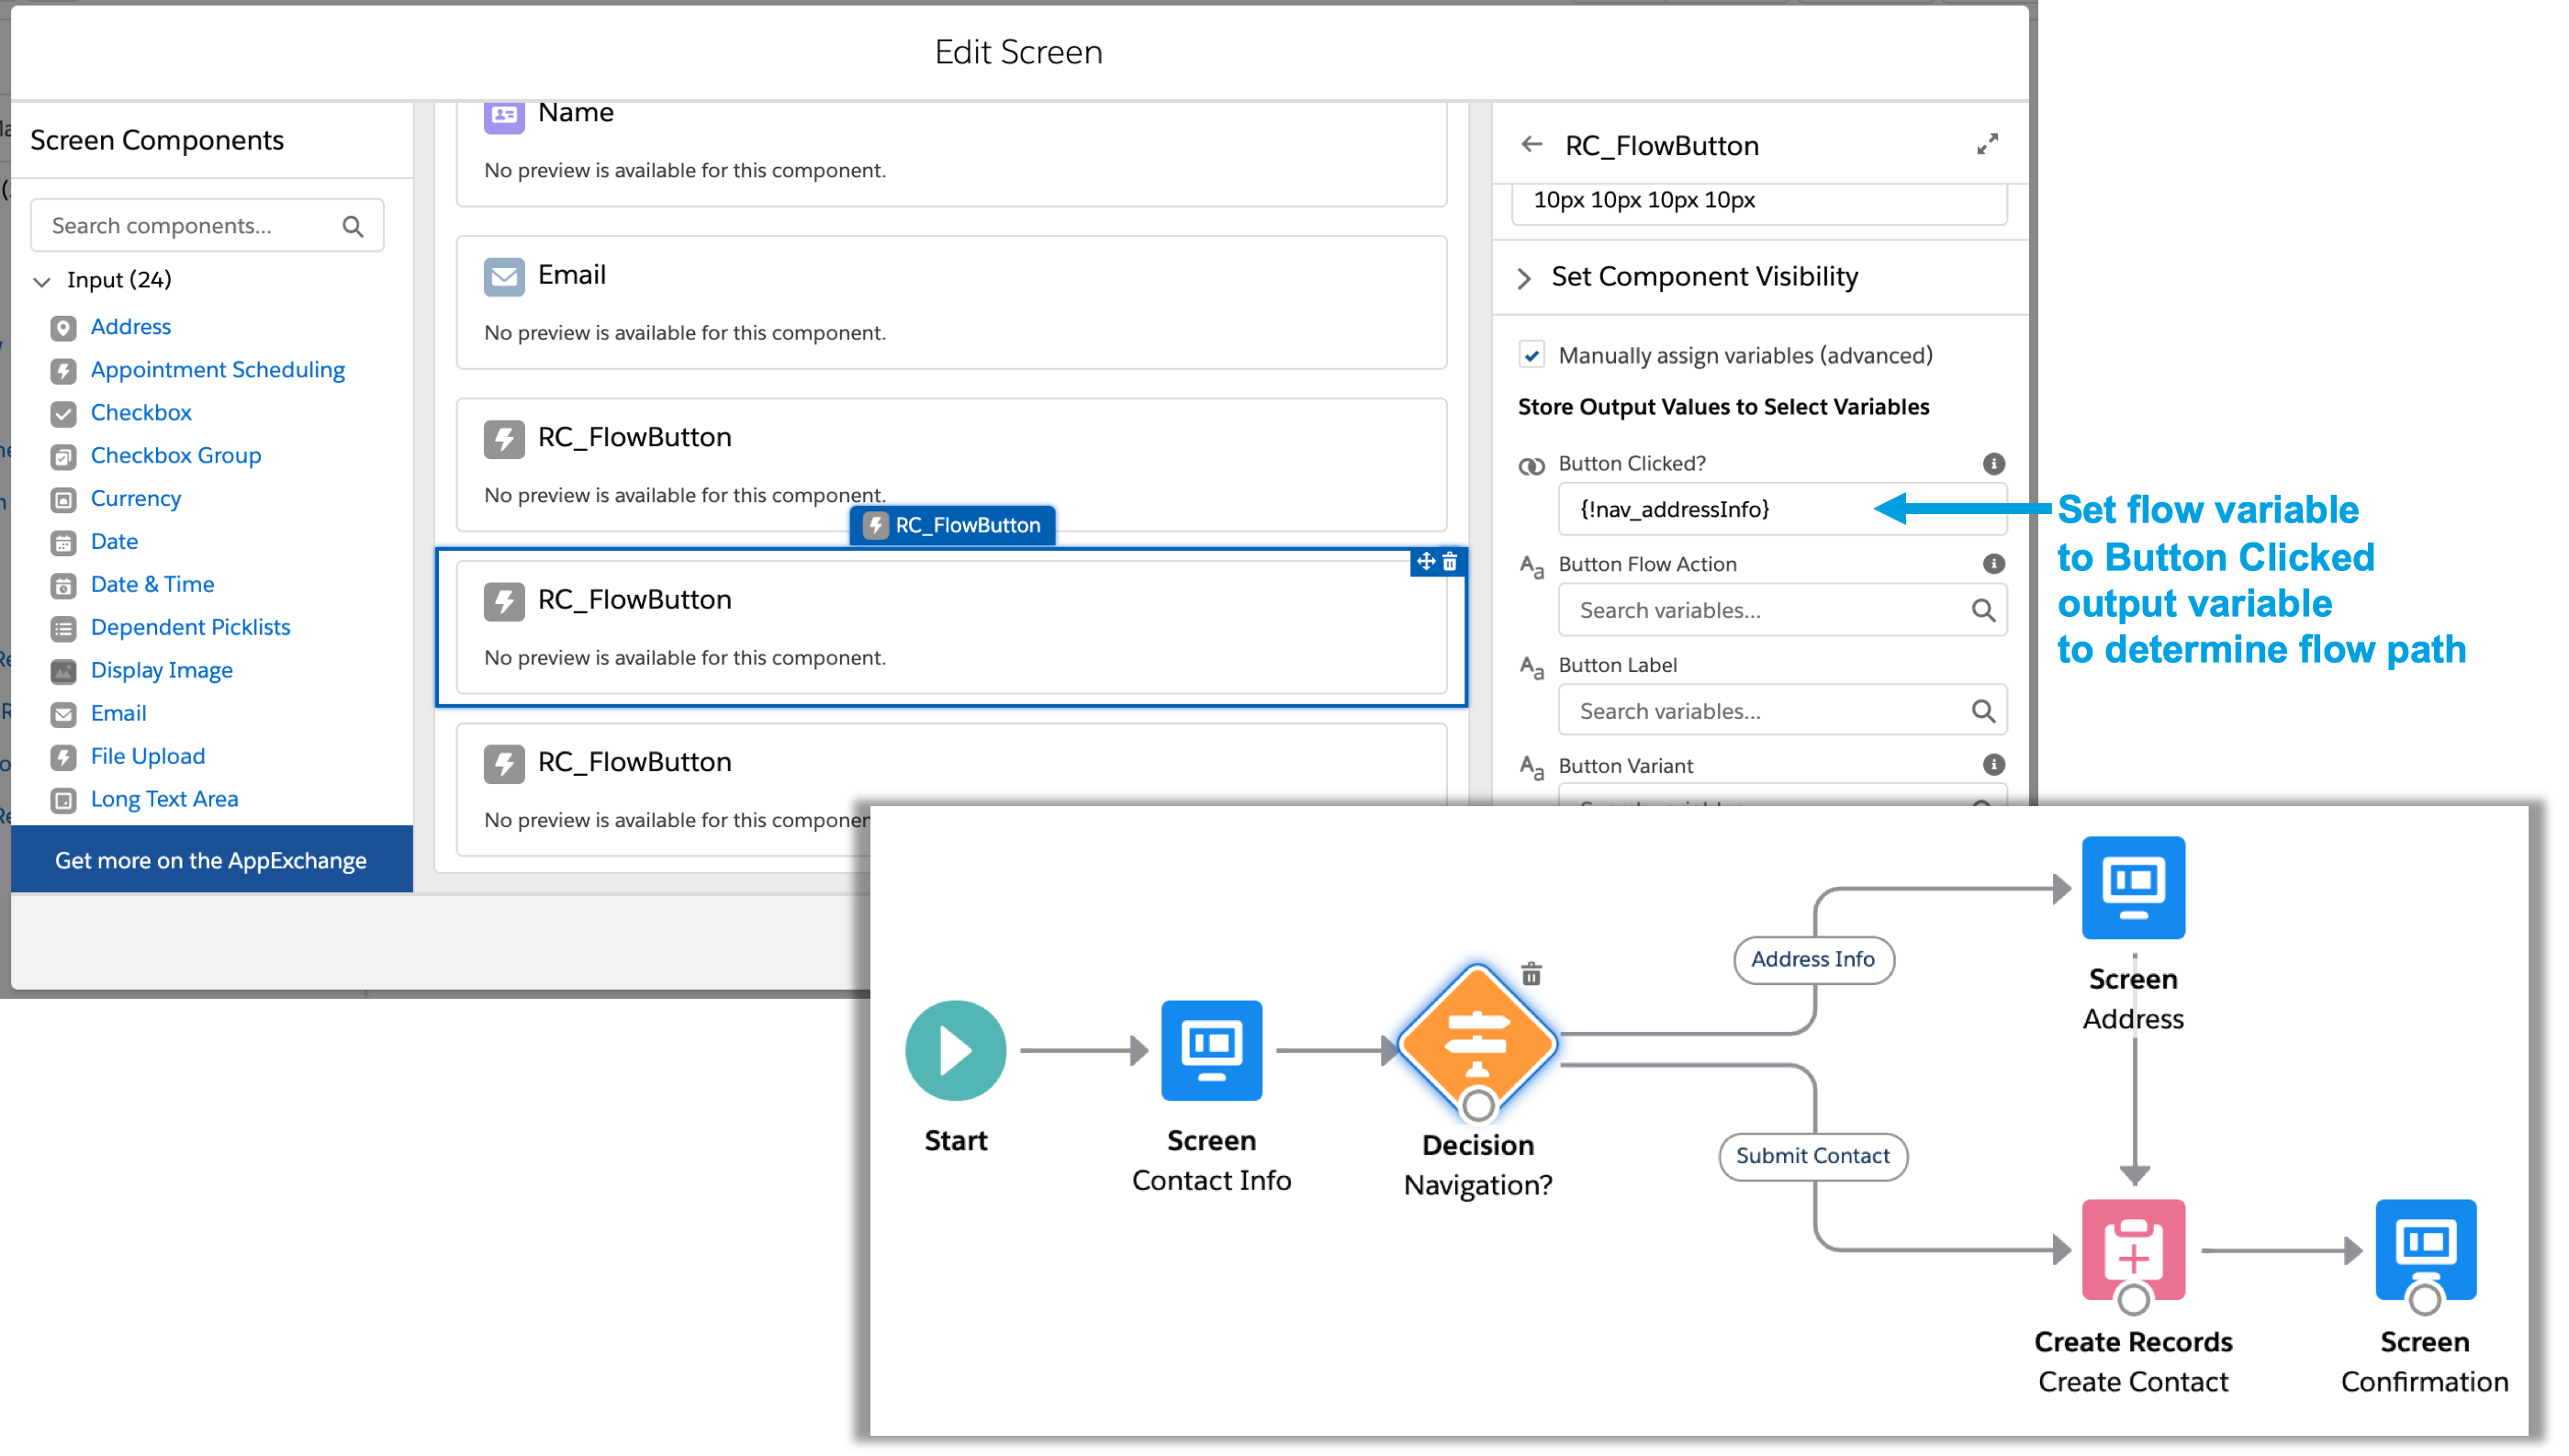 Edit Screen
Screen Components
Search components...
Input (24)
Address
Appointment Scheduling
Checkbox
Checkbox Group
Currency
Date
Date & Time
Dependent Picklists
Display Image
Email
File Upload
Long Text Area
Get more on the AppExchange
Name
No preview is available for this component.
Email
No preview is available for this component.
RC_FlowButton
No preview is available for this component.
RC_FlowButton
RC_FlowButton
No preview is available for this component.
RC_FlowButton
No preview is available for this
RC_FlowButton
10px 10px 10px 10px
Set Component Visibility
Manually assign variables (advanced)
Store Output Values to Select Variables
Button Clicked?
{!nav_addressInfo}
Aa Button Flow Action
Search variables...
Aa Button Label
Search variables...
Aa Button Variant
Set flow variable
to Button Clicked
output variable
to determine flow path
Start
Screen
Contact Info
Decision
Navigation?
Address Info
Submit Contact
Screen
Address
Create Records
Create Contact
Screen
Confirmation